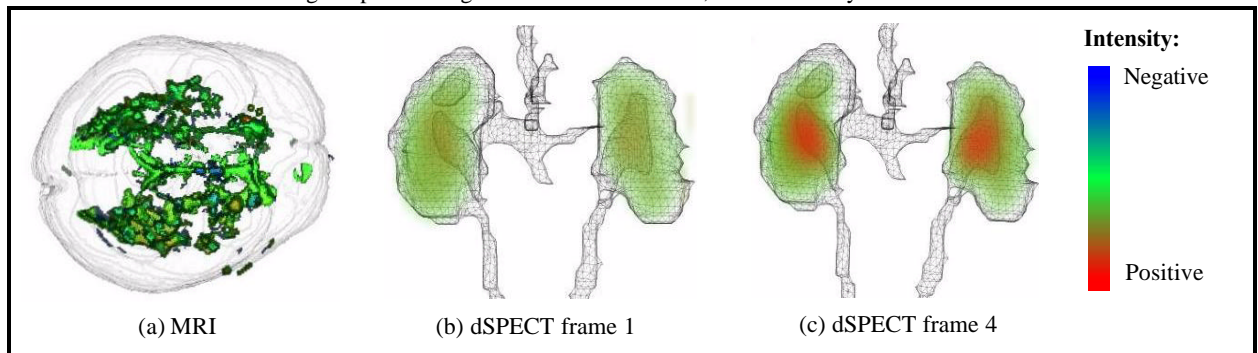 Intensity:
Negative
Positive
(a) MRI
(b) dSPECT frame 1
(c) dSPECT frame 4